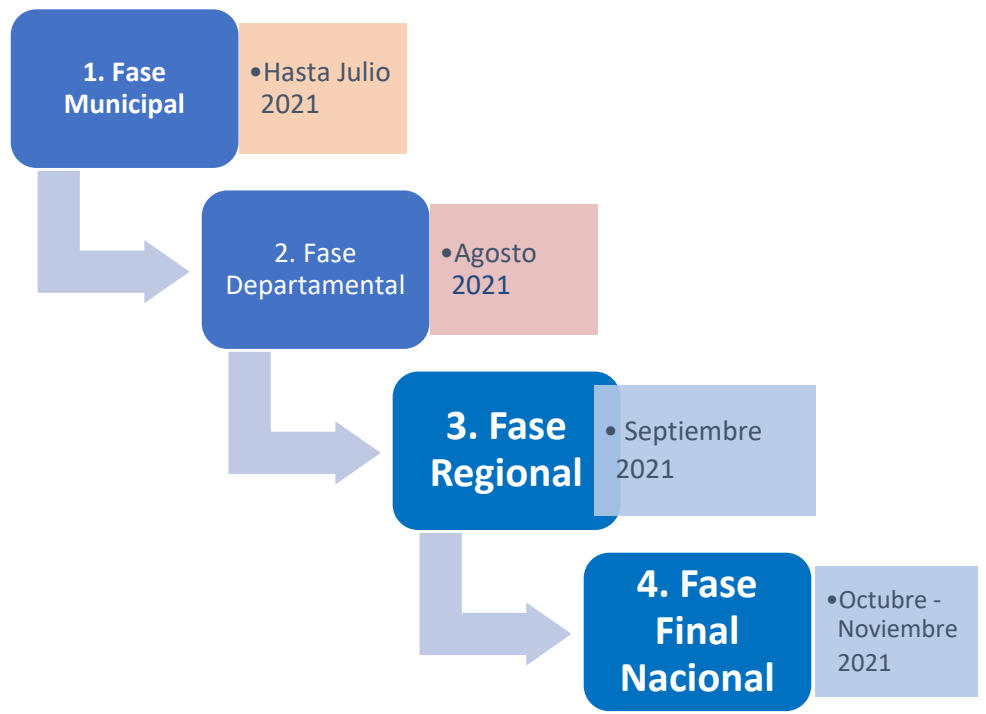 1. Fase
Municipal
•Hasta Julio
2021
2. Fase
Departamental
•Agosto
2021
3. Fase
Regional
• Septiembre
2021
4. Fase
Final
Nacional
•Octubre -
Noviembre
2021